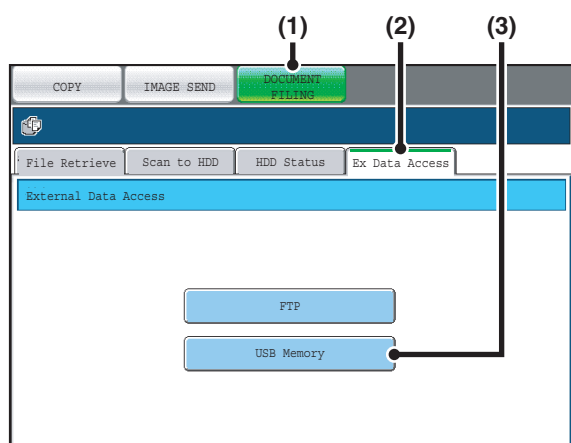 (1) (2) (3)
COPY IMAGE SEND DOCUMENT
FILING
File Retrieve Scan to HDD HDD Status Ex Data Access
External Data Access
FTP
USB Memory